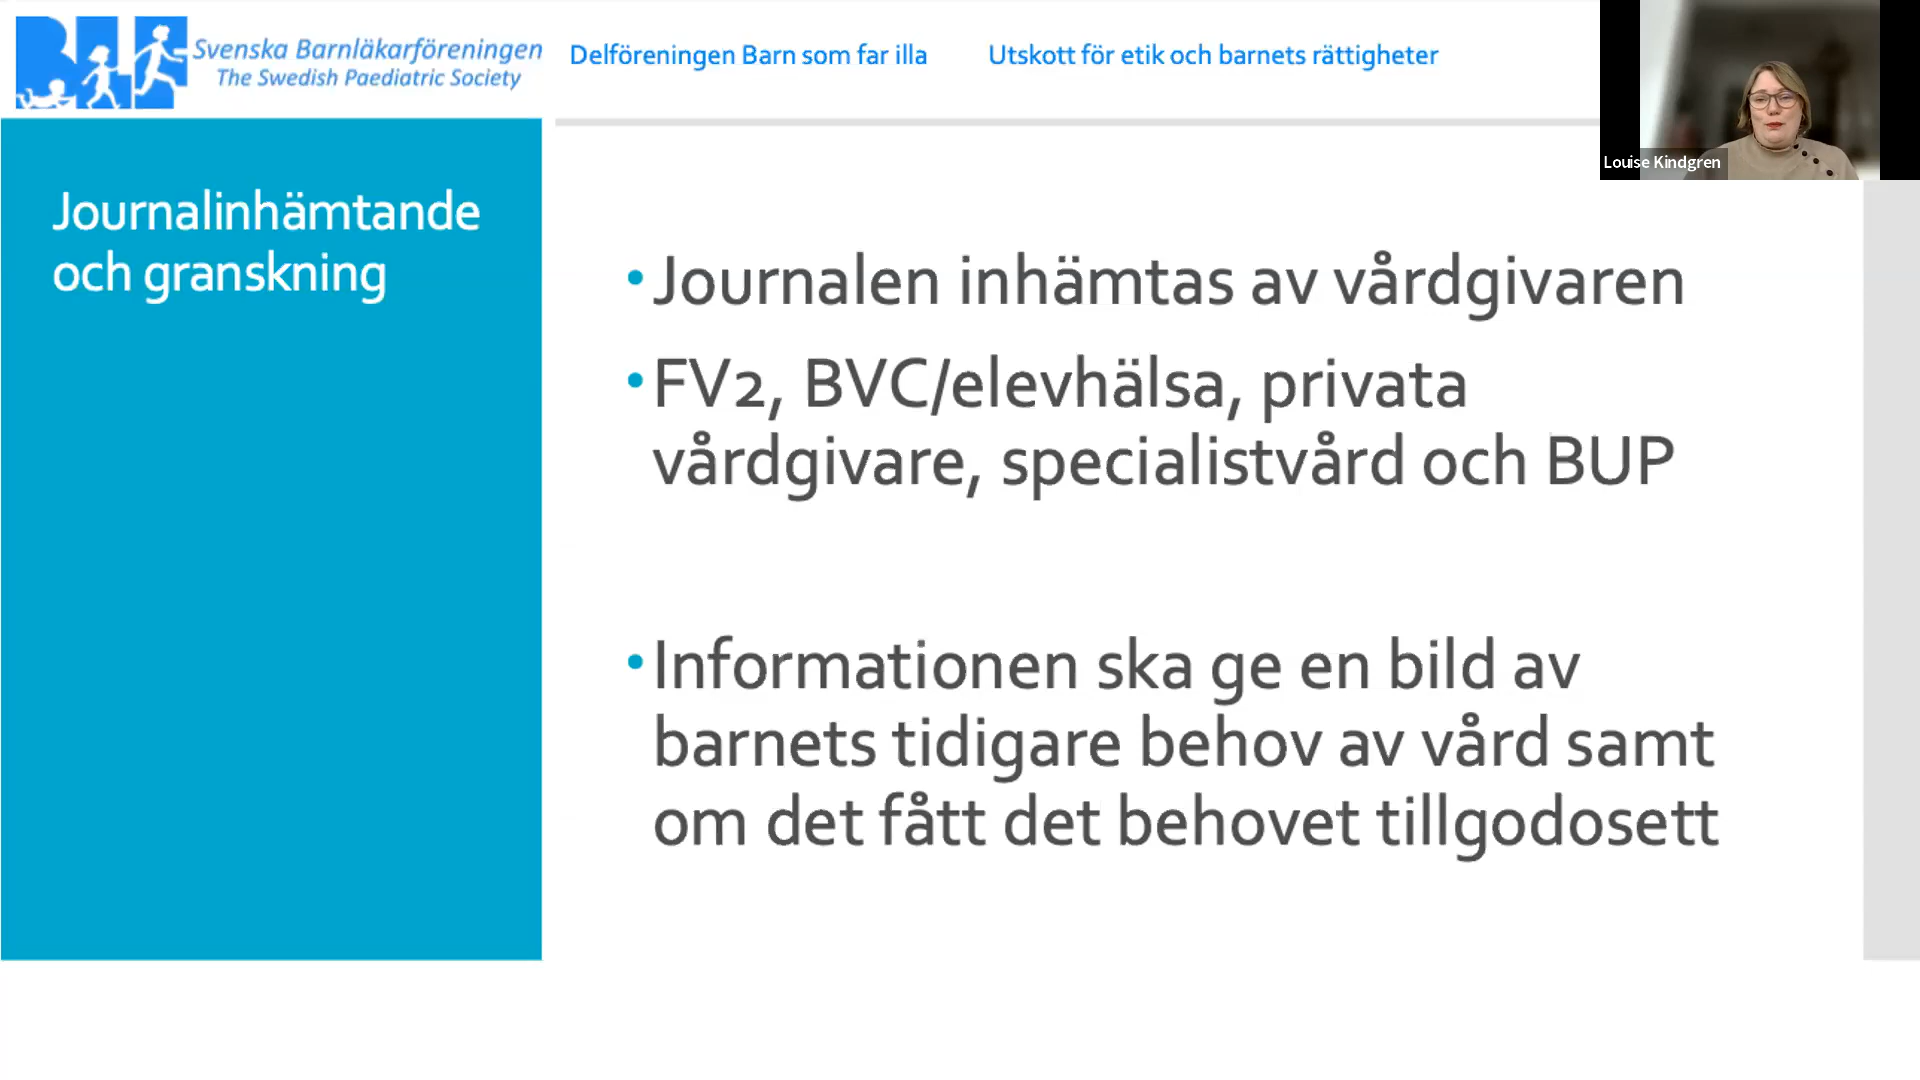 Svenska Barnläkarföreningen
The Swedish Paediatric Society
Delföreningen Barn som far illa
Utskott för etik och barnets rättigheter
Louise Kindgren
Journalinhämtande
och granskning
• Journalen inhämtas av vårdgivaren
• FV2, BVC/elevhälsa, privata
vårdgivare, specialistvård och BUP
• Informationen ska ge en bild av
barnets tidigare behov av vård samt
om det fått det behovet tillgodosett